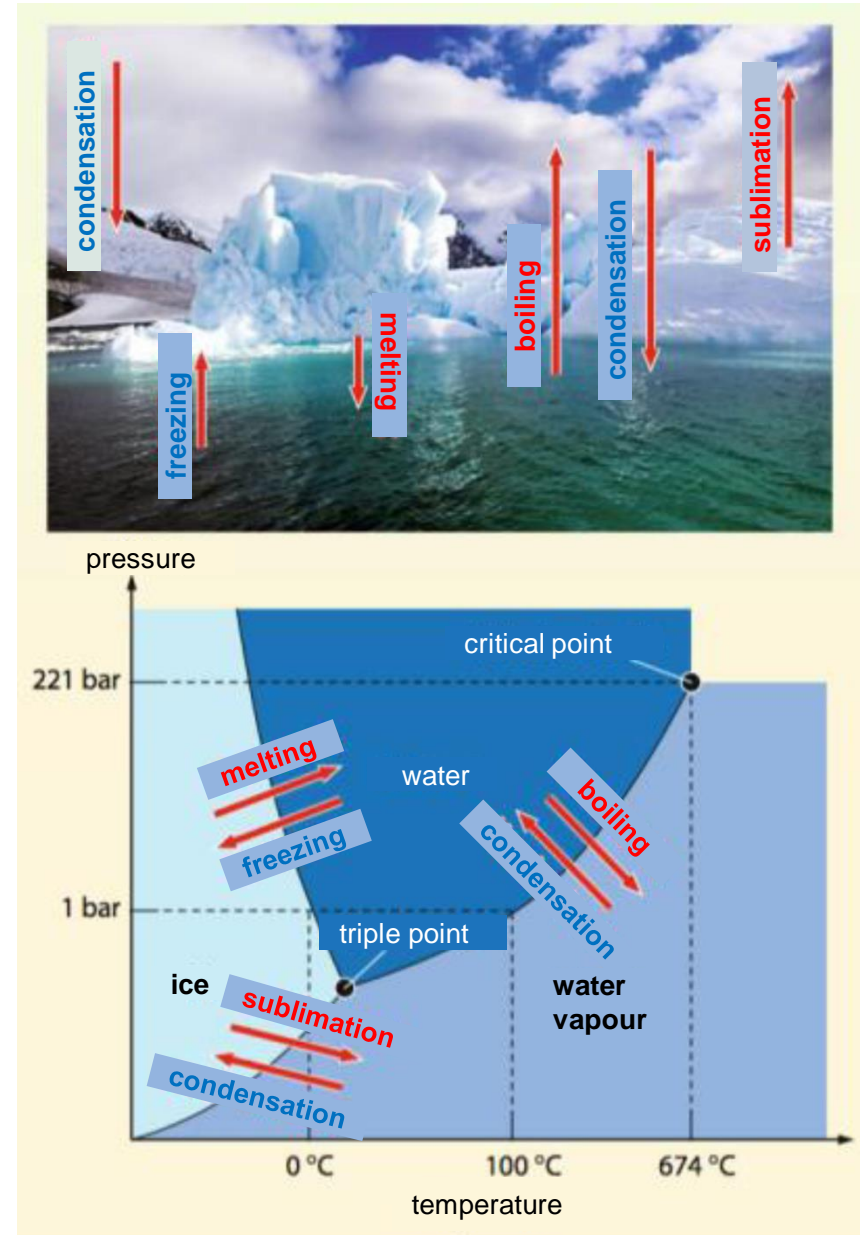 condensation
freezing
melting
boiling
condensation
sublimation
pressure
critical point
221 bar
melting
water
freezing
boiling
condensation
1 bar
triple point
ice
water
vapour
sublimation
condensation
0 °C
100 °C
674 °C
temperature